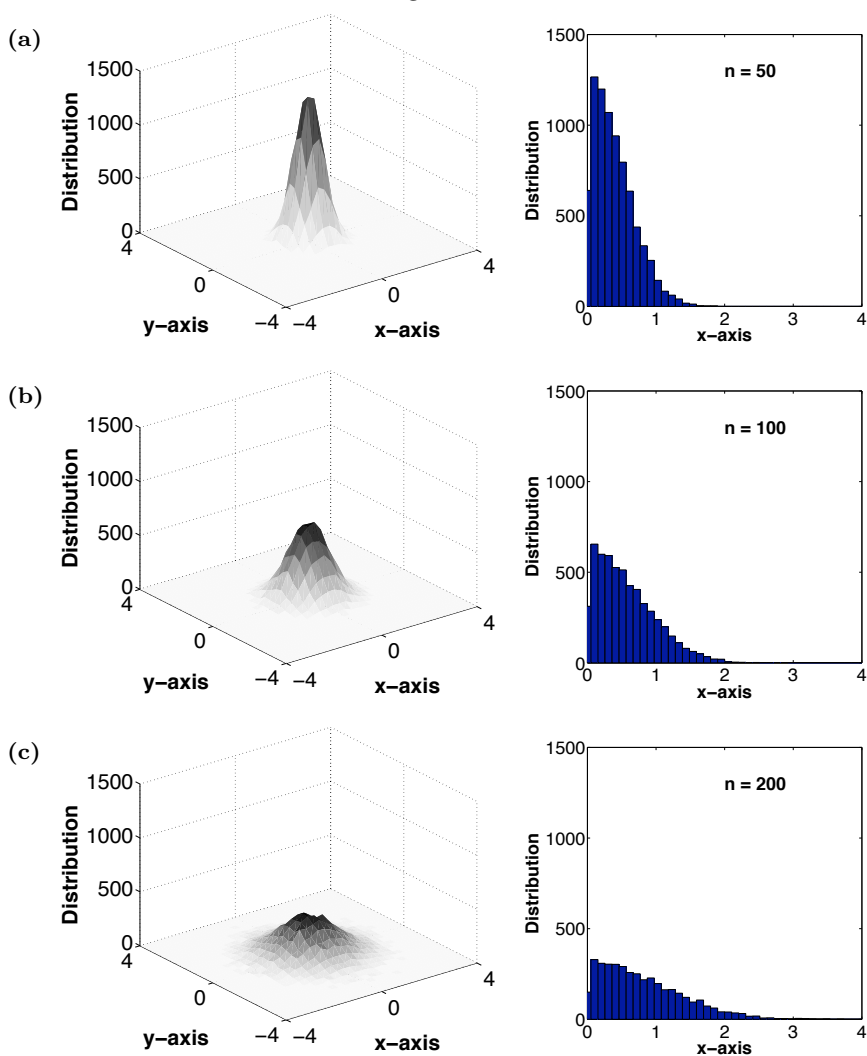 (a)
1500
1000
500
0
Distribution
4
0
−4
y−axis
−4
0
4
x−axis
1500
1000
500
0
Distribution
n = 50
0
1
2
3
4
x−axis
(b)
1500
1000
500
0
Distribution
4
0
−4
y−axis
−4
0
4
x−axis
1500
1000
500
0
Distribution
n = 100
0
1
2
3
4
x−axis
(c)
1500
1000
500
0
Distribution
4
0
−4
y−axis
−4
0
4
x−axis
1500
1000
500
0
Distribution
n = 200
0
1
2
3
4
x−axis